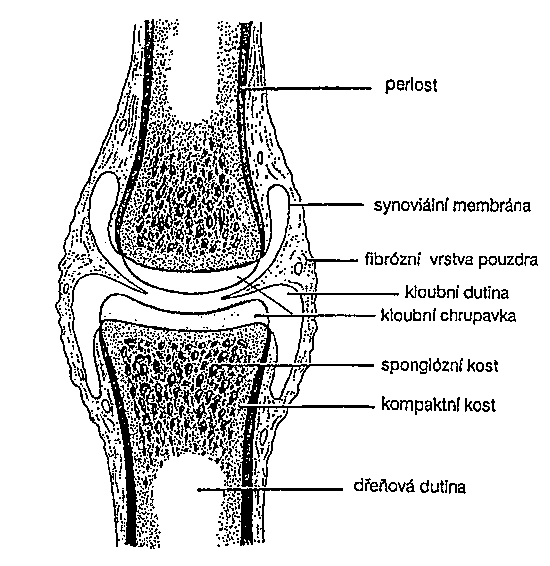 perlost
synoviální membrána
fibrózní vrstva pouzdra
kloubní dutina
kloubní chrupavka
spongiózní kost
kompaktní kost
dřeňová dutina